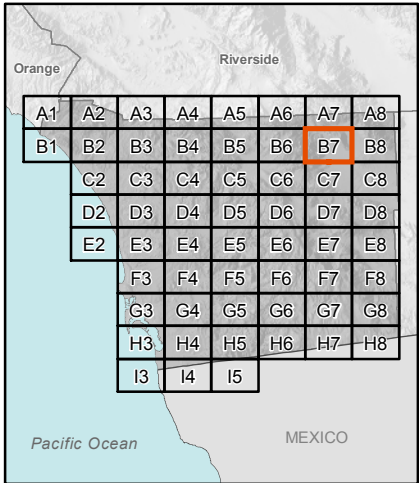 Riverside
Orange
A1 A2 A3 A4 A5 A6 A7 A8
B1 B2 B3 B4 B5 B6 B7 B8
C2 C3 C4 C5 C6 C7 C8
D2 D3 D4 D5 D6 D7 D8
E2 E3 E4 E5 E6 E7 E8
F3 F4 F5 F6 F7 F8
G3 G4 G5 G6 G7 G8
H3 H4 H5 H6 H7 H8
I3 I4 I5
Pacific Ocean
MEXICO